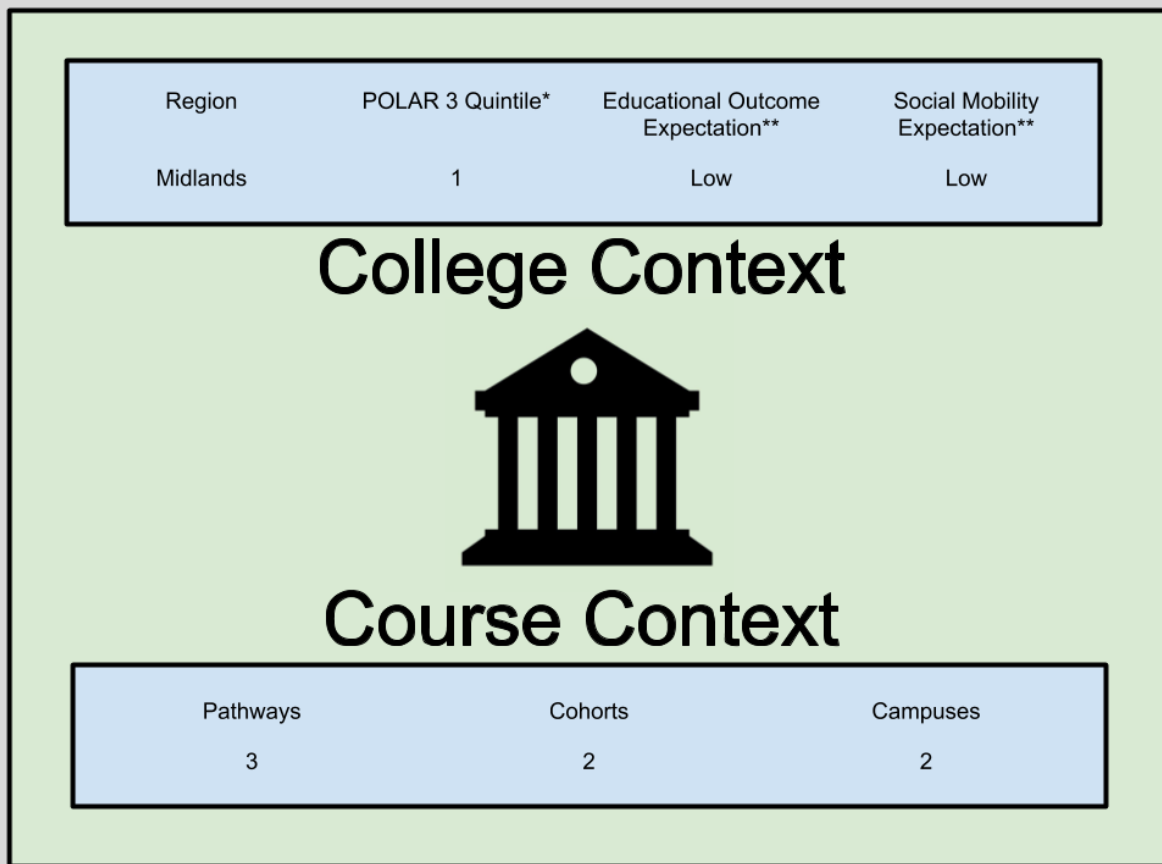 Region POLAR 3 Quintile* Educational Outcome Expectation** Social Mobility Expectation**
Midlands 1 Low Low
College Context
Course Context
Pathways Cohorts Campuses
3 2 2